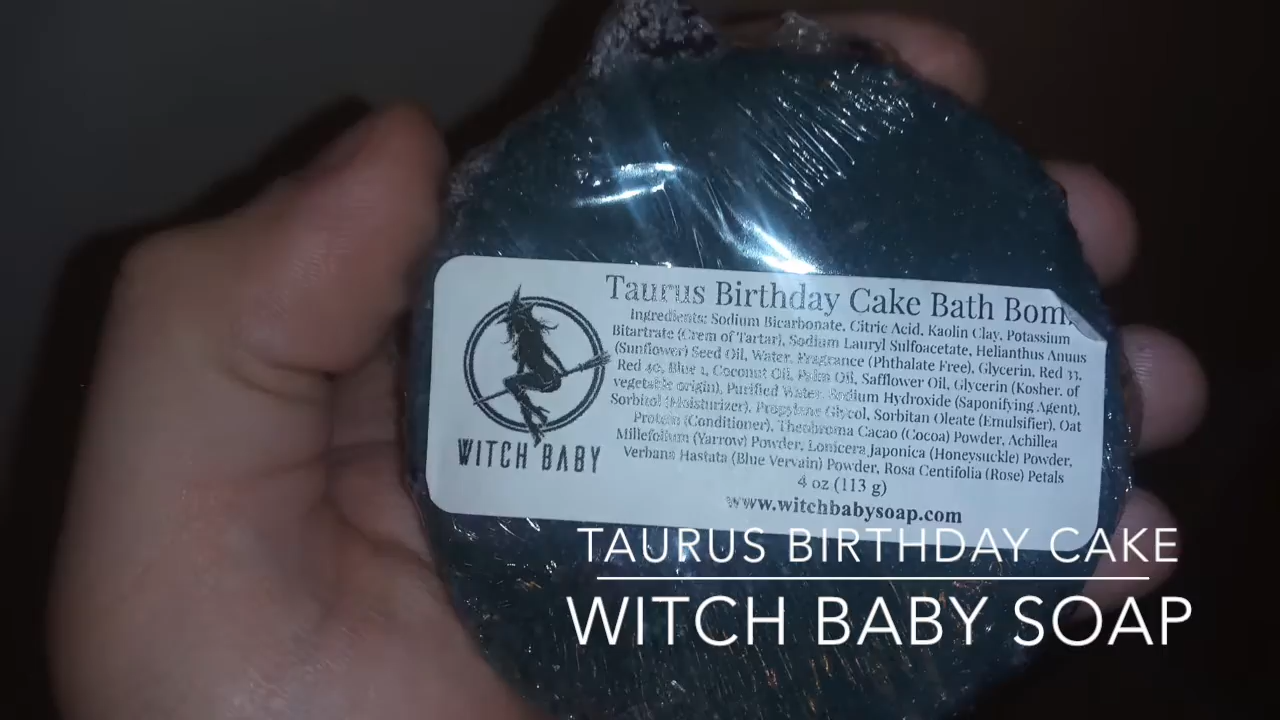 Taurus Birthday Cake Bath Bom
Ingredients: Sodium Bicarbonate, Citric Acid, Kaolin Clay, Potassium
Bitartrate (Crem of Tartar), Sodium Lauryl Sulfoacetate, Helianthus Anuus
(Sunflower) Seed Oil, Water, Fragrance (Phthalate Free), Glycerin, Red 33,
Red 40, Blue 1, Coconut Oil, Palm Oil, Safflower Oil, Glycerin (Kosher, of
vegetable origin), Purified Water, Sodium Hydroxide (Saponifying Agent),
Sorbitol (Moisturizer), Propylene Glycol, Sorbitan Oleate (Emulsifier), Oat
Protein (Conditioner), Theobroma Cacao (Cocoa) Powder, Achillea
Millefolium (Yarrow) Powder, Lonicera Japonica (Honeysuckle) Powder,
Verbana Hastata (Blue Vervain) Powder, Rosa Centifolia (Rose) Petals
4 oz (113 g)
www.witchbabysoap.com
WITCH BABY
TAURUS BIRTHDAY CAKE
WITCH BABY SOAP